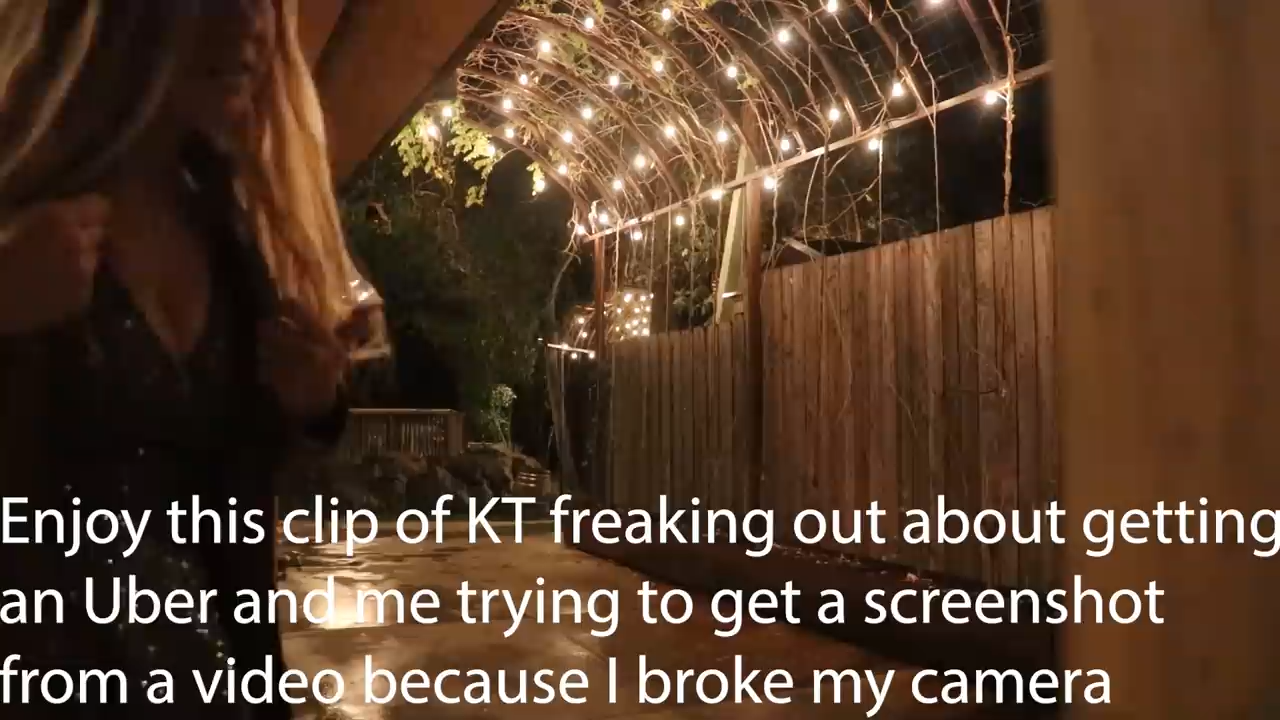 Enjoy this clip of KT freaking out about getting
an Uber and me trying to get a screenshot
from a video because I broke my camera